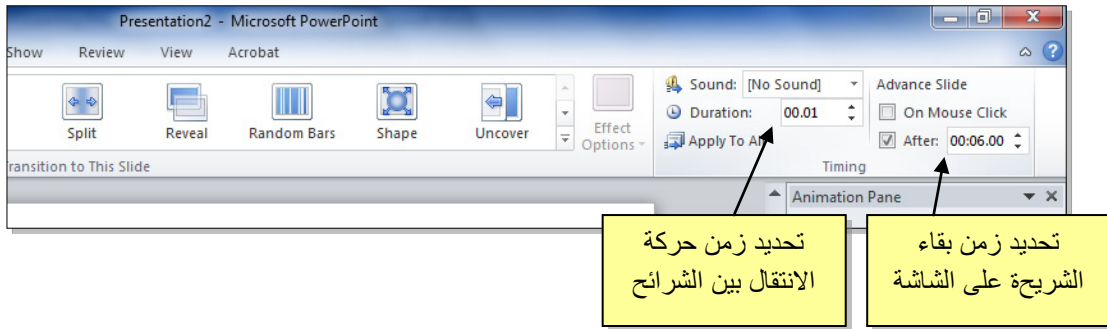 Presentation2 - Microsoft PowerPoint
Show Review View Acrobat
Split Reveal Random Bars Shape Uncover Effect Options
Sound: [No Sound] Advance Slide
Duration: 00.01 On Mouse Click
Apply To After: 00:06.00
Transition to This Slide Timing
Animation Pane
تحديد زمن حركة
الانتقال بين الشرائح
تحديد زمن بقاء
الشريحة على الشاشة